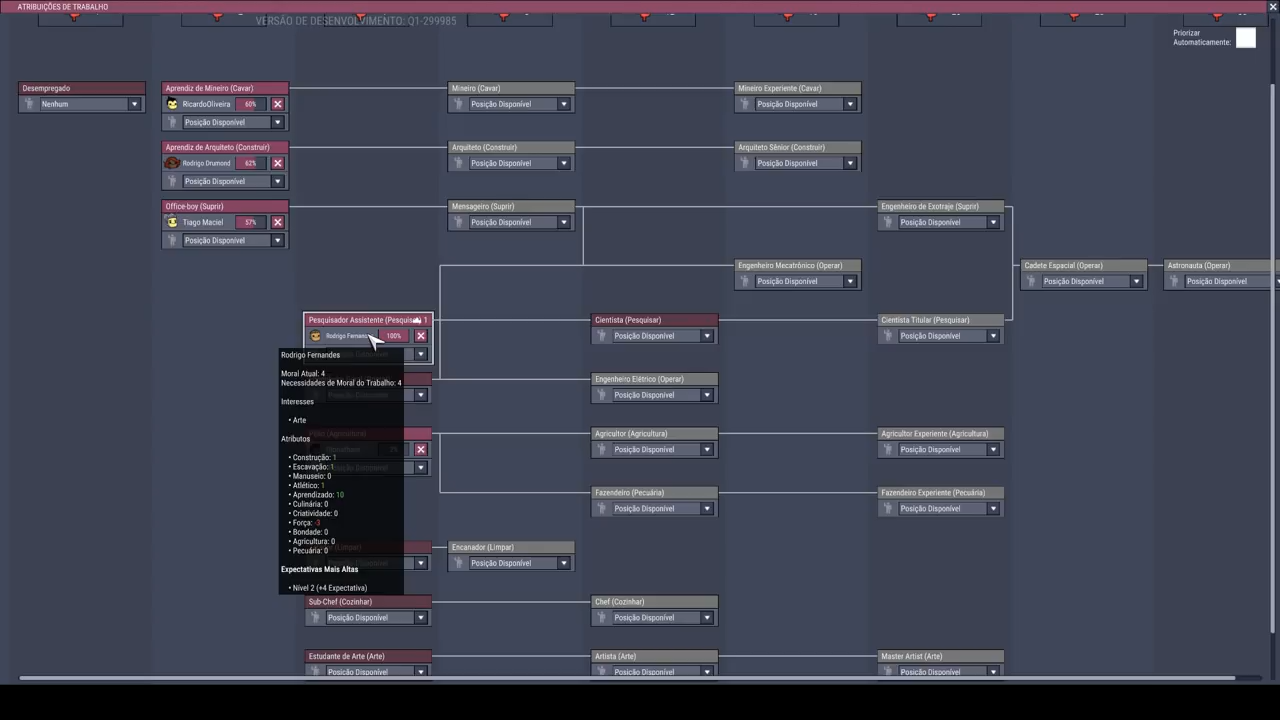 ATRIBUIÇÕES DE TRABALHO
VERSÃO DE DESENVOLVIMENTO: Q1-299985
Priorizar
Automaticamente:
Desempregado
Nenhum
Aprendiz de Mineiro (Cavar)
RicardoOliveira 60%
Posição Disponível
Mineiro (Cavar)
Posição Disponível
Mineiro Experiente (Cavar)
Posição Disponível
Aprendiz de Arquiteto (Construir)
Rodrigo Drumond 62%
Posição Disponível
Arquiteto (Construir)
Posição Disponível
Arquiteto Sênior (Construir)
Posição Disponível
Office-boy (Suprir)
Tiago Maciel 57%
Posição Disponível
Mensageiro (Suprir)
Posição Disponível
Engenheiro de Exotraje (Suprir)
Posição Disponível
Engenheiro Mecatrônico (Operar)
Posição Disponível
Cadete Espacial (Operar)
Posição Disponível
Astronauta (Operar)
Posição Disponível
Pesquisador Assistente (Pesquisar) 1
Rodrigo Fernan 100%
Cientista (Pesquisar)
Posição Disponível
Cientista Titular (Pesquisar)
Posição Disponível
Rodrigo Fernandes
Moral Atual: 4
Necessidades de Moral do Trabalho: 4
Interesses
• Arte
Atributos
• Construção: 1
• Escavação: 1
• Manuseio: 0
• Atlético: 1
• Aprendizado: 10
• Culinária: 0
• Criatividade: 0
• Força: -3
• Bondade: 0
• Agricultura: 0
• Pecuária: 0
Expectativas Mais Altas
• Nível 2 (+4 Expectativa)
Engenheiro Elétrico (Operar)
Posição Disponível
(Agricultura)
Agricultor (Agricultura)
Posição Disponível
Agricultor Experiente (Agricultura)
Posição Disponível
Fazendeiro (Pecuária)
Posição Disponível
Fazendeiro Experiente (Pecuária)
Posição Disponível
(Limpar)
Encanador (Limpar)
Posição Disponível
Sub-Chef (Cozinhar)
Posição Disponível
Chef (Cozinhar)
Posição Disponível
Estudante de Arte (Arte)
Posição Disponível
Artista (Arte)
Posição Disponível
Master Artist (Arte)
Posição Disponível